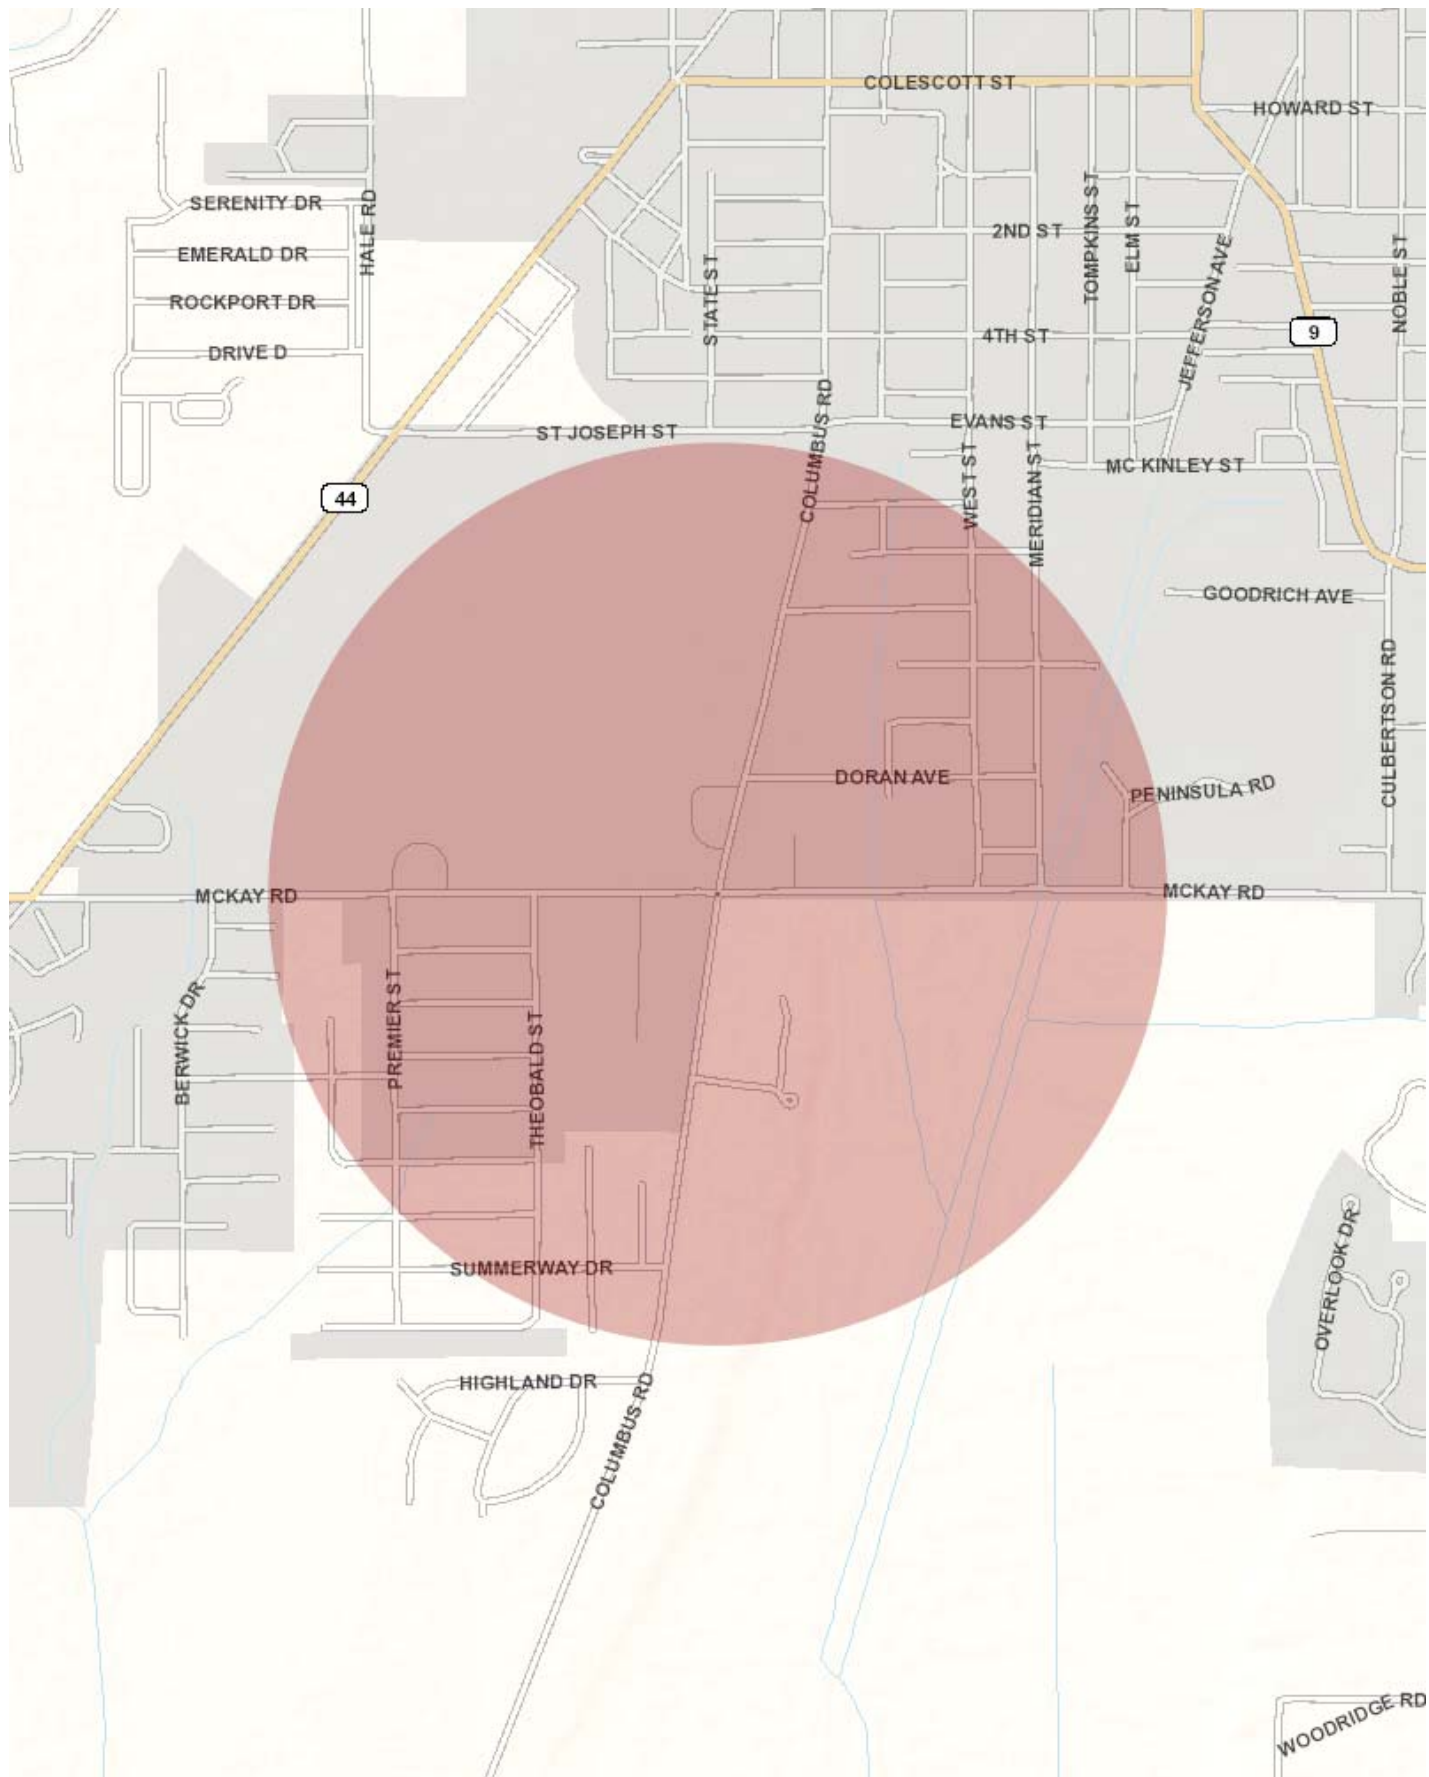 COLESCOTT ST
HOWARD ST
SERENITY DR
HALE RD
EMERALD DR
ROCKPORT DR
DRIVE D
STATE ST
2ND ST
TOMPKINS ST
ELM ST
JEFFERSON AVE
NOBLE ST
4TH ST
9
COLUMBUS RD
EVANS ST
ST JOSEPH ST
WEST ST
MERIDIAN ST
MC KINLEY ST
44
GOODRICH AVE
CULBERTSON RD
DORAN AVE
PENINSULA RD
MCKAY RD
MCKAY RD
BERWICK DR
PREMIER ST
THEOBALD ST
SUMMERWAY DR
OVERLOOK DR
HIGHLAND DR
COLUMBUS RD
WOODRIDGE RD